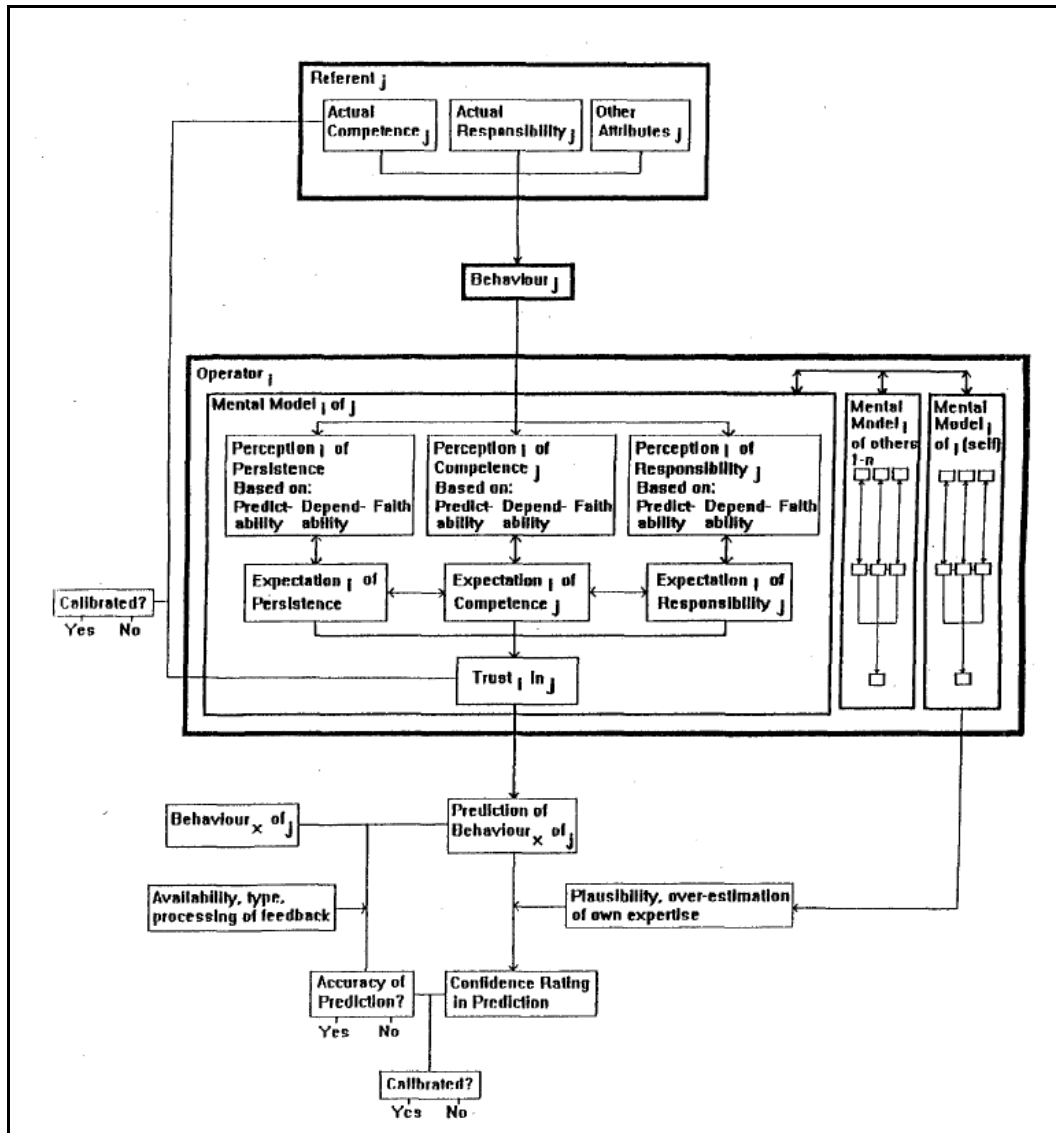 Referent j
Actual
Competence j
Actual
Responsibility j
Other
Attributes j
Behaviour j
Operator i
Mental Model i of j
Perception i of
Persistence
Based on:
Predict- Depend- Faith
ability ability
Perception i of
Competence j
Based on:
Predict- Depend- Faith
ability ability
Perception i of
Responsibility j
Based on:
Predict- Depend- Faith
ability ability
Mental
Model i
of others
1-n
Mental
Model i
of i (self)
Expectation i of
Persistence
Expectation i of
Competence j
Expectation i of
Responsibility j
Calibrated?
Yes No
Trust i In j
Behaviour x of j
Prediction of
Behaviour x of j
Availability, type,
processing of feedback
Plausibility, over-estimation
of own expertise
Accuracy of
Prediction?
Yes No
Confidence Rating
in Prediction
Calibrated?
Yes No